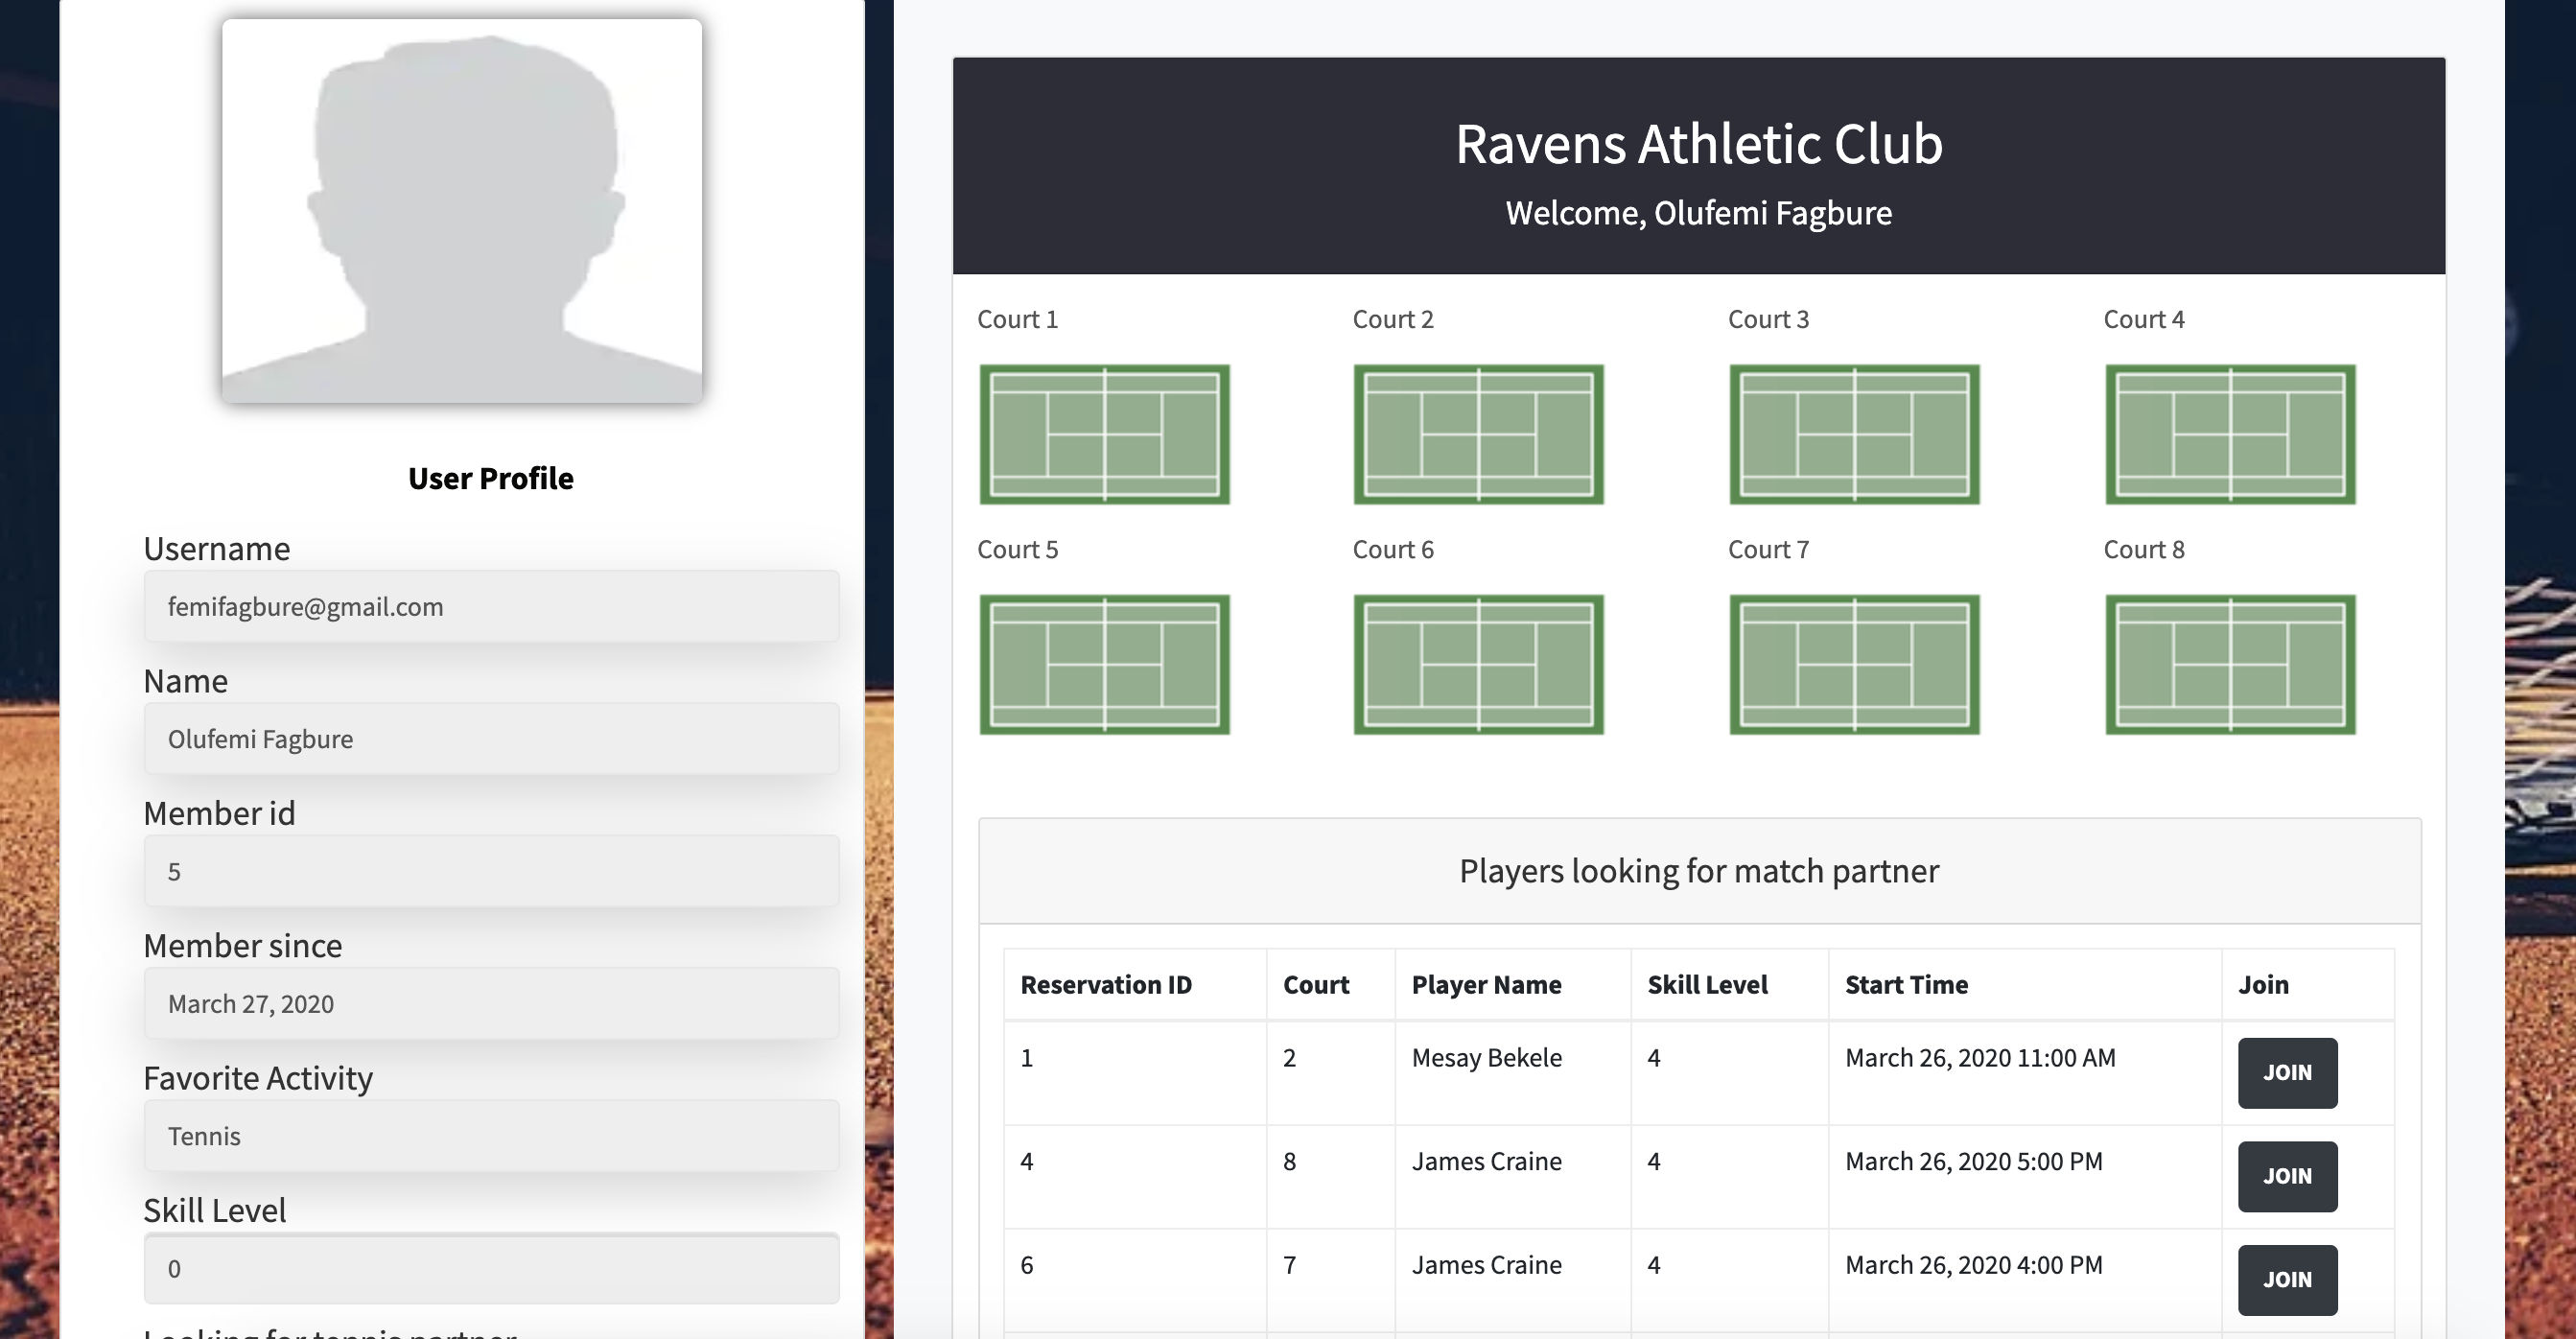 User Profile
Username
femifagbure@gmail.com
Name
Olufemi Fagbure
Member id
5
Member since
March 27, 2020
Favorite Activity
Tennis
Skill Level
0
Looking for tennis partner
Ravens Athletic Club
Welcome, Olufemi Fagbure
Court 1 Court 2 Court 3 Court 4
Court 5 Court 6 Court 7 Court 8
Players looking for match partner
Reservation ID Court Player Name Skill Level Start Time Join
1 2 Mesay Bekele 4 March 26, 2020 11:00 AM JOIN
4 8 James Craine 4 March 26, 2020 5:00 PM JOIN
6 7 James Craine 4 March 26, 2020 4:00 PM JOIN